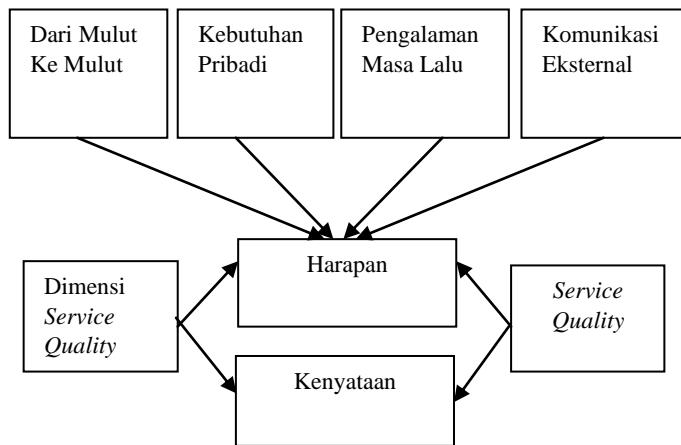 Dari Mulut
Ke Mulut
Kebutuhan
Pribadi
Pengalaman
Masa Lalu
Komunikasi
Eksternal
Harapan
Dimensi
Service
Quality
Service
Quality
Kenyataan